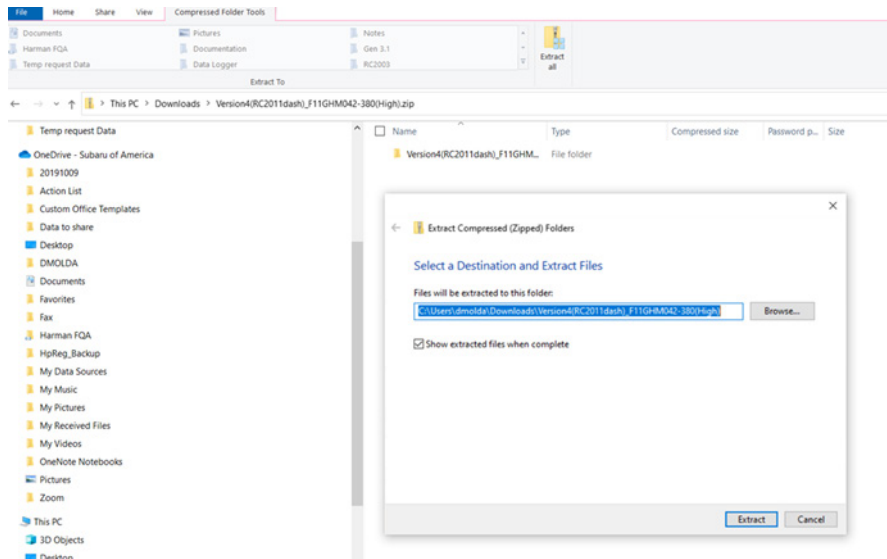 File Home Share View Compressed Folder Tools
Documents Pictures Notes
Harman FQA Documentation Gen 3.1
Temp request Data Data Logger RC2003
Extract all
Extract To
This PC > Downloads > Version4(RC2011dash)_F11GHM042-380(High).zip
Temp request Data
Name Type Compressed size Password p... Size
Version4(RC2011dash)_F11GHM... File folder
OneDrive - Subaru of America
20191009
Action List
Custom Office Templates
Data to share
Desktop
DMOLDA
Documents
Favorites
Fax
Harman FQA
HpReg_Backup
My Data Sources
My Music
My Pictures
My Received Files
My Videos
OneNote Notebooks
Pictures
Zoom
This PC
3D Objects
Desktop
Extract Compressed (Zipped) Folders
Select a Destination and Extract Files
Files will be extracted to this folder:
C:\Users\dmolda\Downloads\Version4(RC2011dash)_F11GHM042-380(High) Browse...
Show extracted files when complete
Extract Cancel